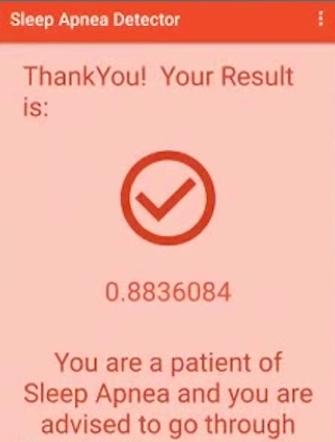 Sleep Apnea Detector
ThankYou! Your Result
is:
0.8836084
You are a patient of
Sleep Apnea and you are
advised to go through